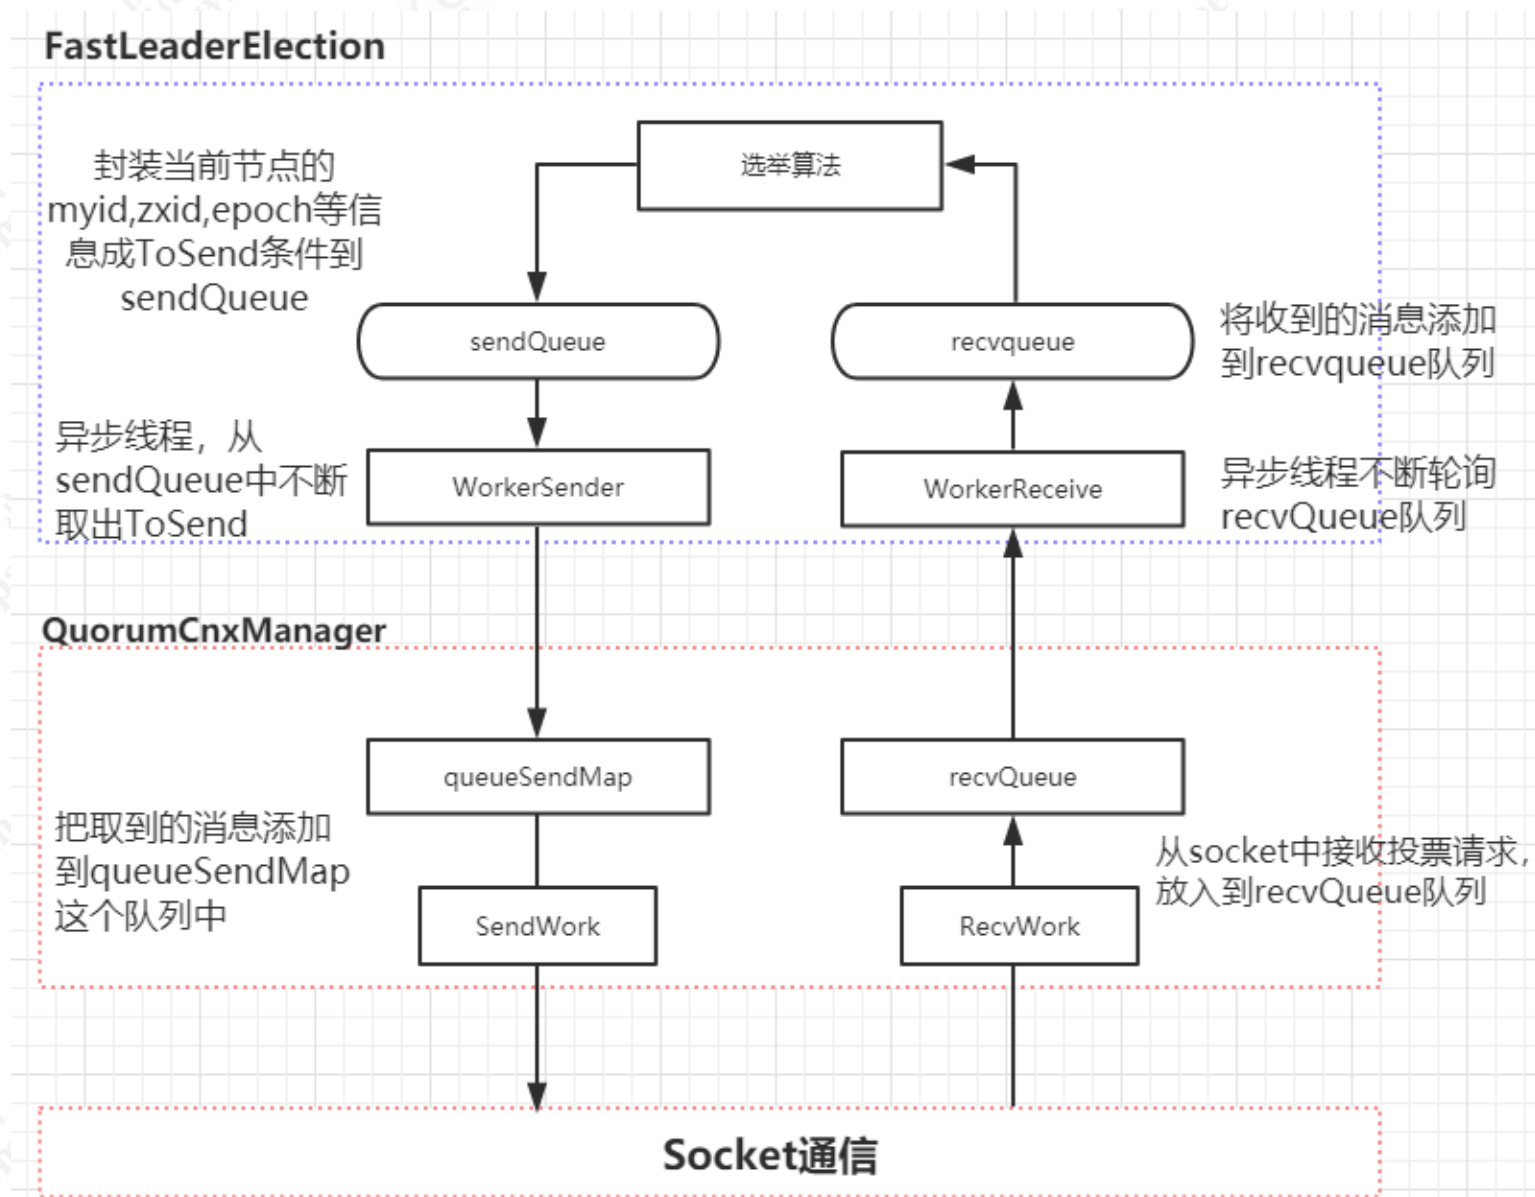 FastLeaderElection
选举算法
封装当前节点的
myid,zxid,epoch等信
息成ToSend条件到
sendQueue
sendQueue
recvqueue
将收到的消息添加
到recvqueue队列
异步线程，从
sendQueue中不断
取出ToSend
WorkerSender
WorkerReceive
异步线程不断轮询
recvQueue队列
QuorumCnxManager
queueSendMap
recvQueue
把取到的消息添加
到queueSendMap
这个队列中
从socket中接收投票请求，
放入到recvQueue队列
SendWork
RecvWork
Socket通信